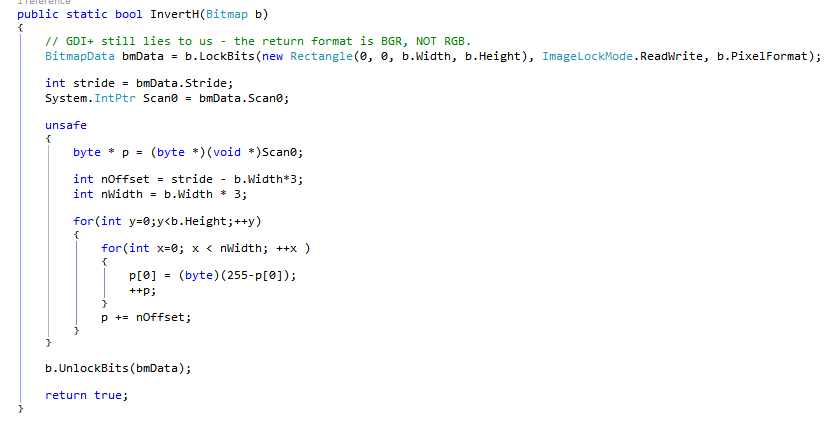 1 reference
public static bool InvertH(Bitmap b)
{
// GDI+ still lies to us - the return format is BGR, NOT RGB.
BitmapData bmData = b.LockBits(new Rectangle(0, 0, b.Width, b.Height), ImageLockMode.ReadWrite, b.PixelFormat);
int stride = bmData.Stride;
System.IntPtr Scan0 = bmData.Scan0;
unsafe
{
byte * p = (byte *)(void *)Scan0;
int nOffset = stride - b.Width*3;
int nWidth = b.Width * 3;
for(int y=0;y<b.Height;++y)
{
for(int x=0; x < nWidth; ++x )
{
p[0] = (byte)(255-p[0]);
++p;
}
p += nOffset;
}
}
b.UnlockBits(bmData);
return true;
}